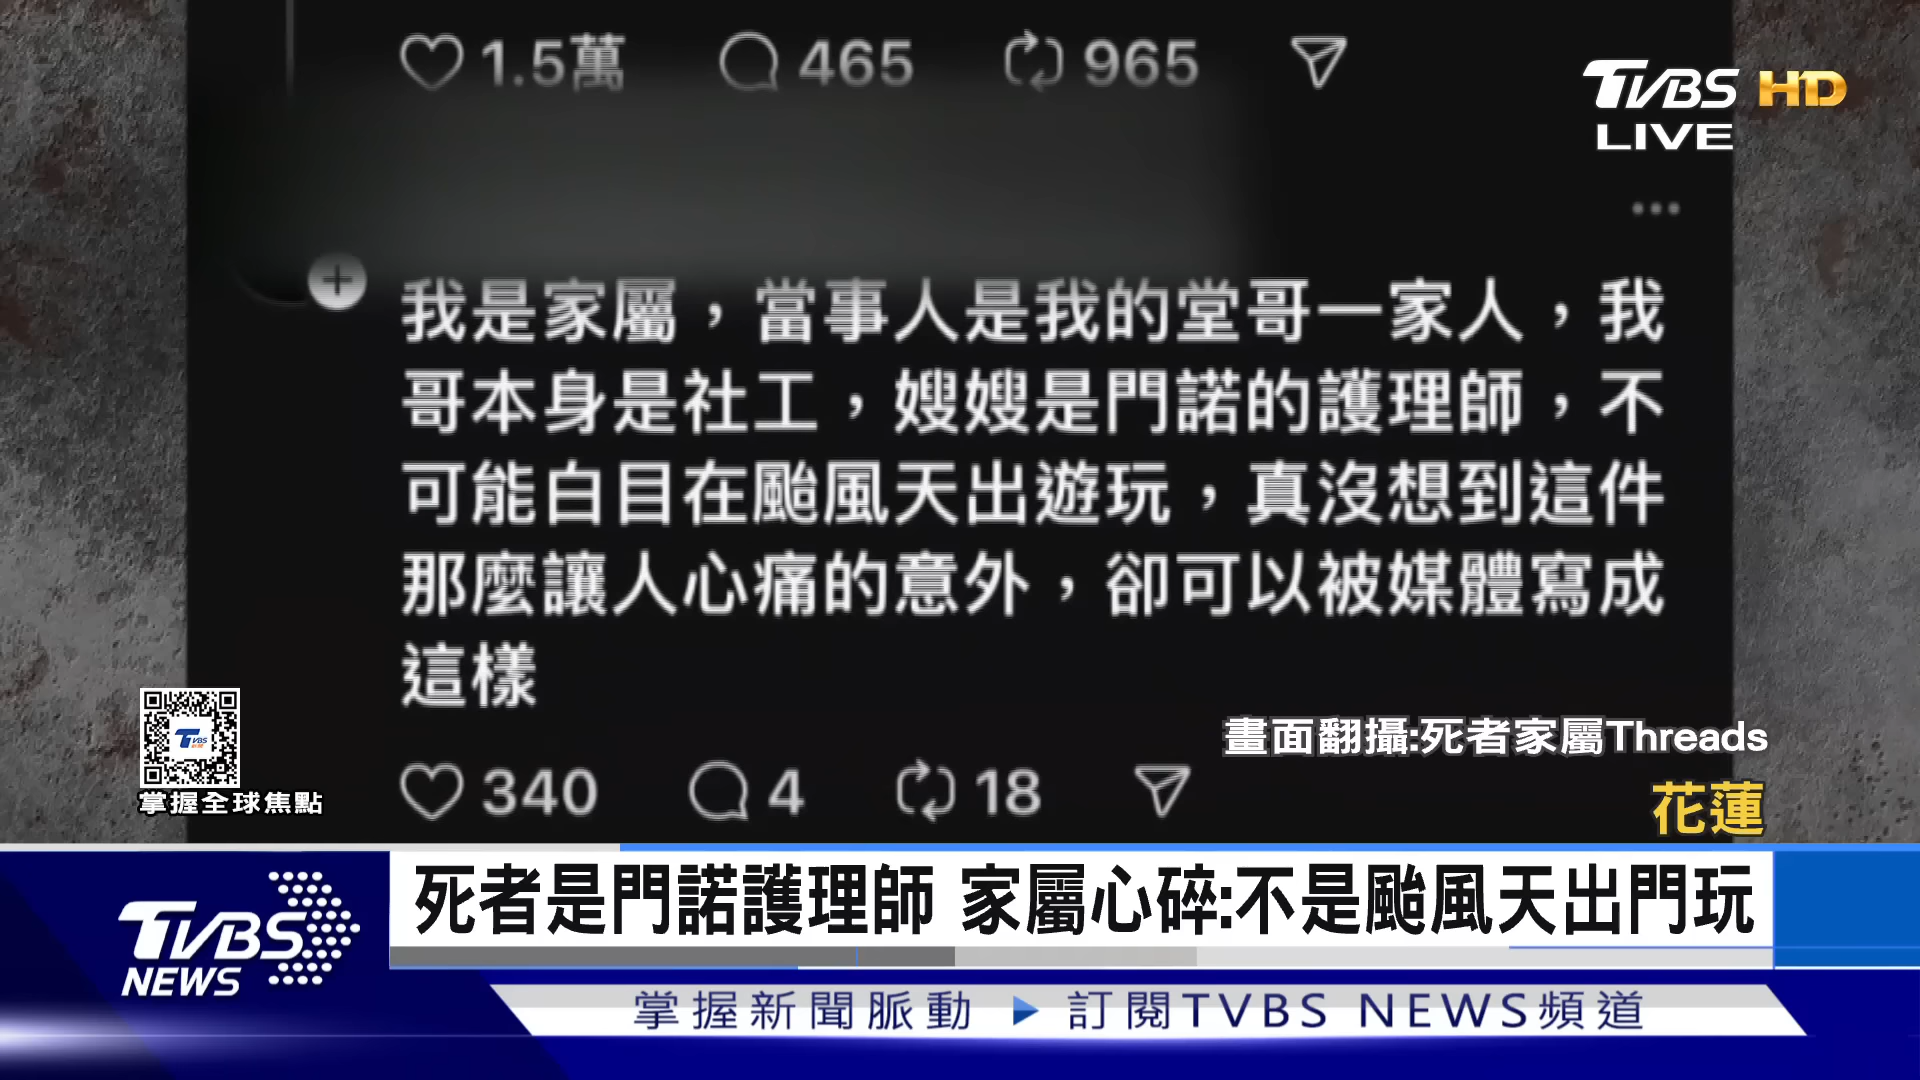 1.5萬 465 965
TVBS HD
LIVE
我是家屬，當事人是我的堂哥一家人，我
哥本身是社工，嫂嫂是門諾的護理師，不
可能白目在颱風天出遊玩，真沒想到這件
那麼讓人心痛的意外，卻可以被媒體寫成
這樣
TVBS
新聞
掌握全球焦點
340 4 18
畫面翻攝:死者家屬Threads
花蓮
死者是門諾護理師 家屬心碎:不是颱風天出門玩
TVBS
NEWS
掌握新聞脈動 ▶ 訂閱TVBS NEWS頻道